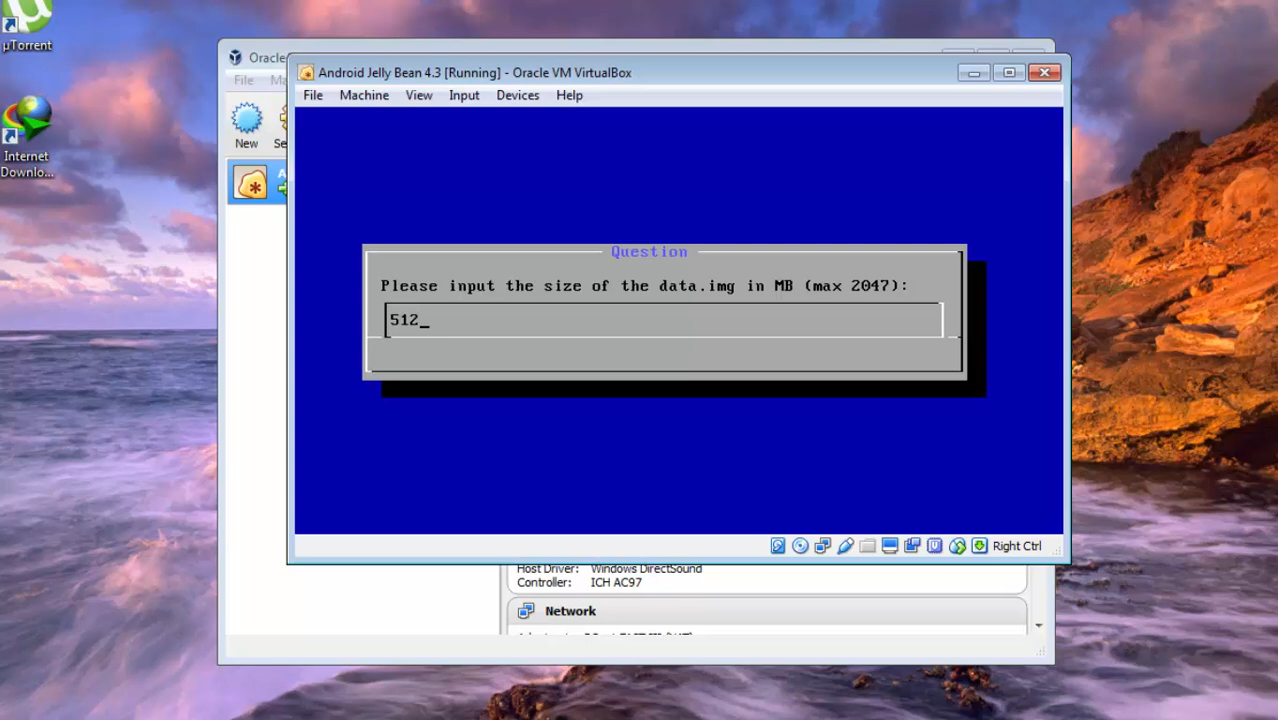 µTorrent
Internet
Downlo...
Oracle
File
New
Android Jelly Bean 4.3 [Running] - Oracle VM VirtualBox
File Machine View Input Devices Help
Question
Please input the size of the data.img in MB (max 2047):
512_
Right Ctrl
Host Driver: Windows DirectSound
Controller: ICH AC97
Network